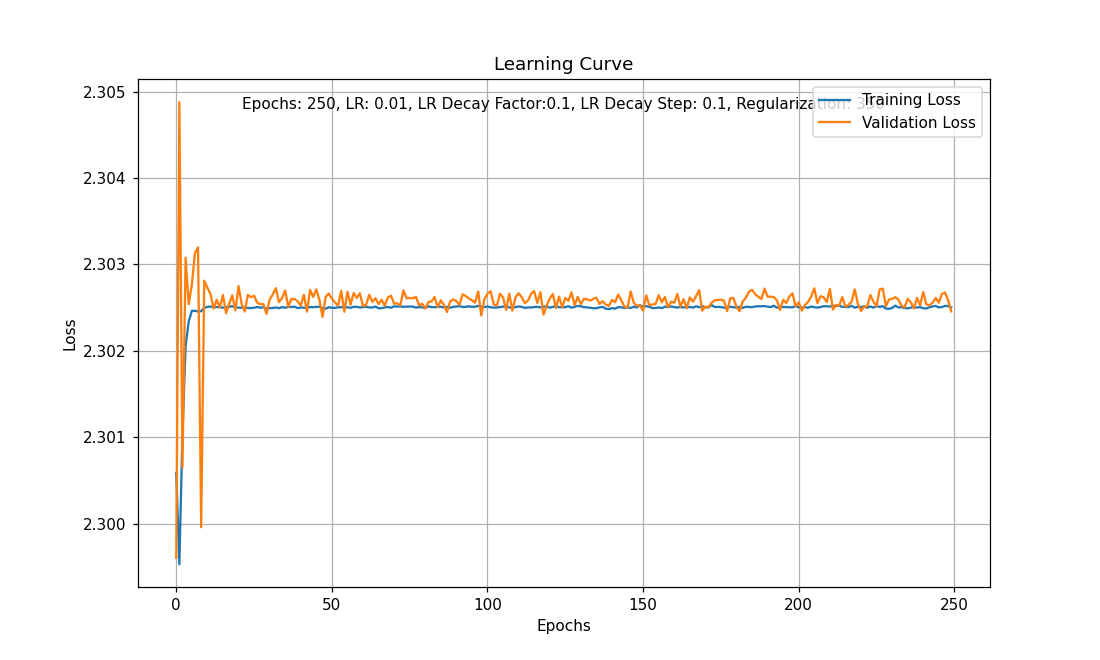 Learning Curve
2.305
Epochs: 250, LR: 0.01, LR Decay Factor:0.1, LR Decay Step: 0.1, Regularization:
Training Loss
Validation Loss
2.304
2.303
2.302
2.301
2.300
Loss
0 50 100 150 200 250
Epochs